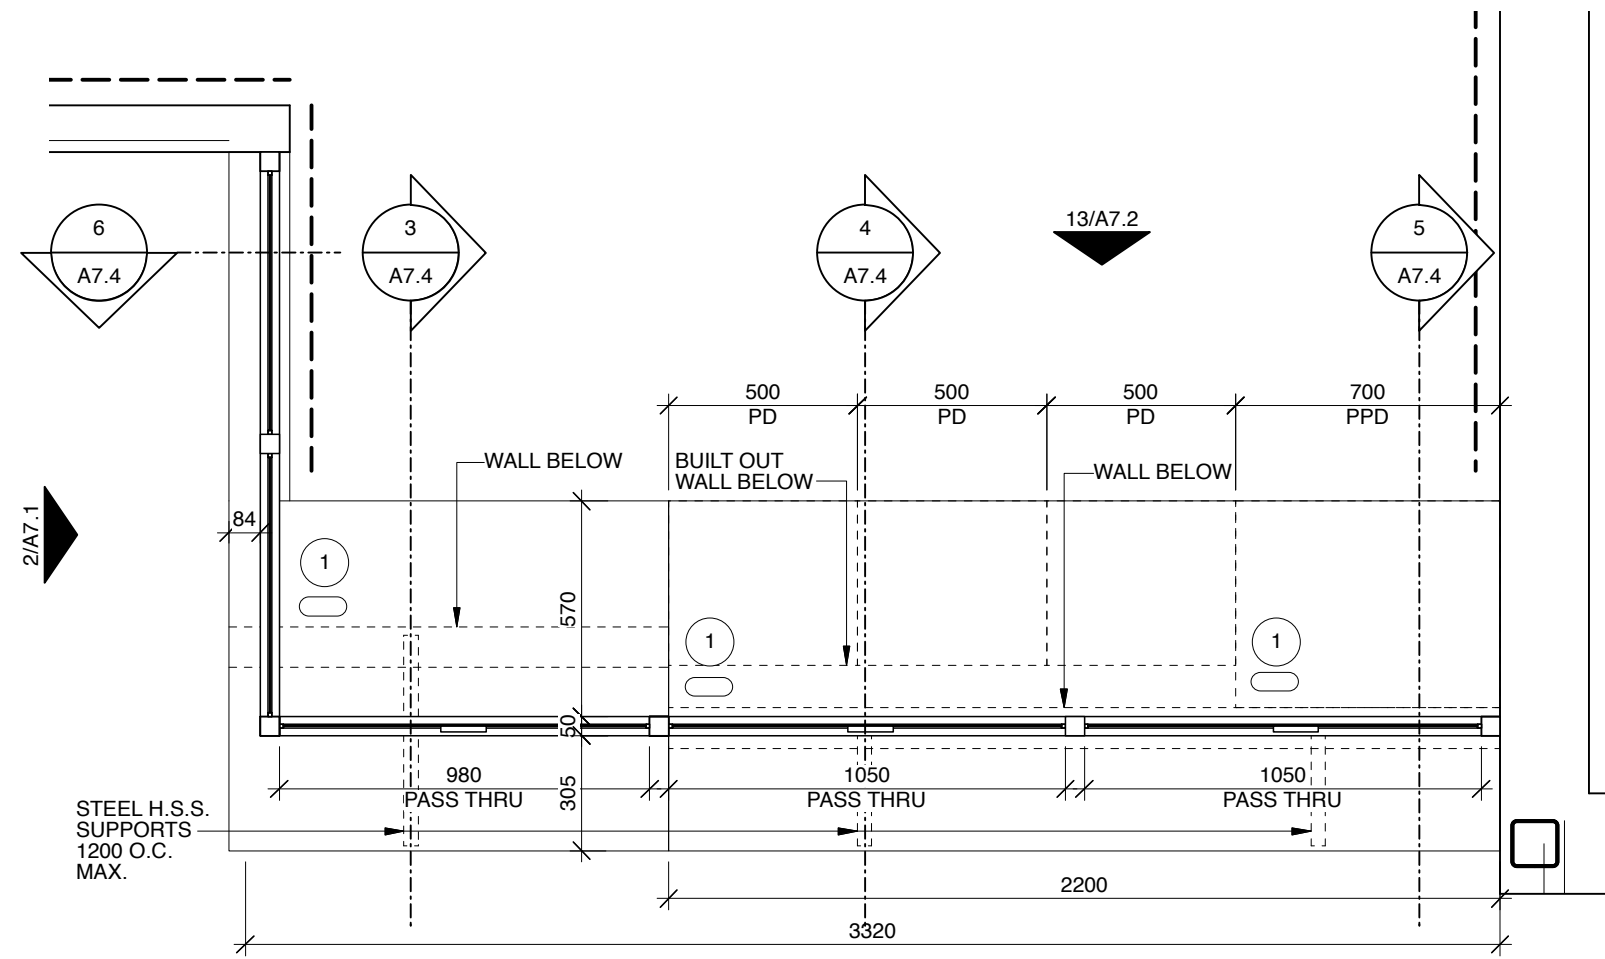 6
A7.4
3
A7.4
4
A7.4
13/A7.2
5
A7.4
500
PD
500
PD
500
PD
700
PPD
WALL BELOW
BUILT OUT
WALL BELOW
WALL BELOW
2/A7.1
84
1
570
1
1
50
980
PASS THRU
305
1050
PASS THRU
1050
PASS THRU
STEEL H.S.S.
SUPPORTS
1200 O.C.
MAX.
2200
3320